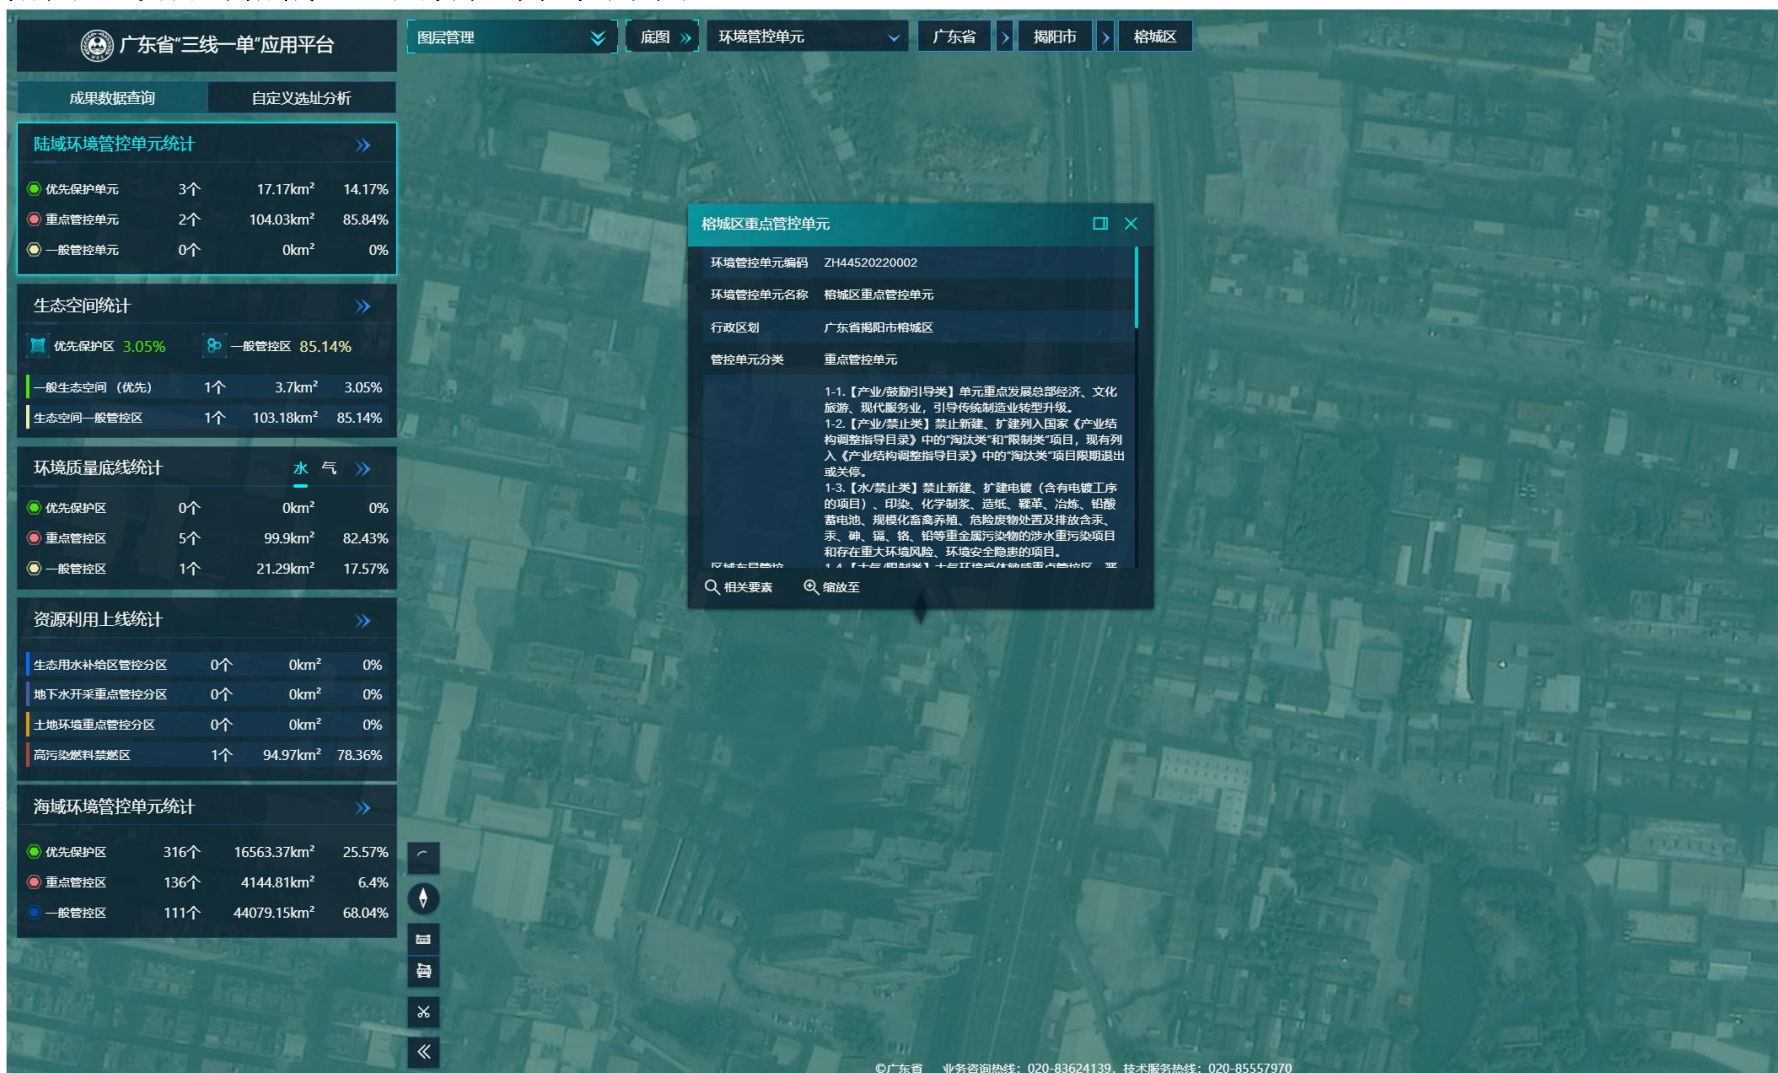 广东省“三线一单”应用平台
图层管理
底图
环境管控单元
广东省
揭阳市
榕城区
成果数据查询
自定义选址分析
陆域环境管控单元统计
优先保护单元 3个 17.17km² 14.17%
重点管控单元 2个 104.03km² 85.84%
一般管控单元 0个 0km² 0%
生态空间统计
优先保护区 3.05% 一般管控区 85.14%
一般生态空间（优先） 1个 3.7km² 3.05%
生态空间一般管控区 1个 103.18km² 85.14%
环境质量底线统计 水 气
优先保护区 0个 0km² 0%
重点管控区 5个 99.9km² 82.43%
一般管控区 1个 21.29km² 17.57%
资源利用上线统计
生态用水补给区管控分区 0个 0km² 0%
地下水开采重点管控分区 0个 0km² 0%
土地环境重点管控分区 0个 0km² 0%
高污染燃料禁燃区 1个 94.97km² 78.36%
海域环境管控单元统计
优先保护区 316个 16563.37km² 25.57%
重点管控区 136个 4144.81km² 6.4%
一般管控区 111个 44079.15km² 68.04%
榕城区重点管控单元
环境管控单元编码 ZH44520220002
环境管控单元名称 榕城区重点管控单元
行政区划 广东省揭阳市榕城区
管控单元分类 重点管控单元
1-1.【产业/鼓励引导类】单元重点发展总部经济、文化
旅游、现代服务业，引导传统制造业转型升级。
1-2.【产业/禁止类】禁止新建、扩建列入国家《产业结
构调整指导目录》中的“淘汰类”和“限制类”项目，现有列
入《产业结构调整指导目录》中的“淘汰类”项目限期退出
或关停。
1-3.【水/禁止类】禁止新建、扩建电镀（含有电镀工序
的项目）、印染、化学制浆、造纸、鞣革、冶炼、铅酸
蓄电池、规模化畜禽养殖、危险废物处置及排放含汞、
汞、砷、镉、铬、铅等重金属污染物的涉水重污染项目
和存在重大环境风险、环境安全隐患的项目。
区域布局管控 1-4.【大气/限制类】大气环境受体敏感重点管控区，严
相关要素 缩放至
©广东省 业务咨询热线：020-83624139，技术服务热线：020-85557970